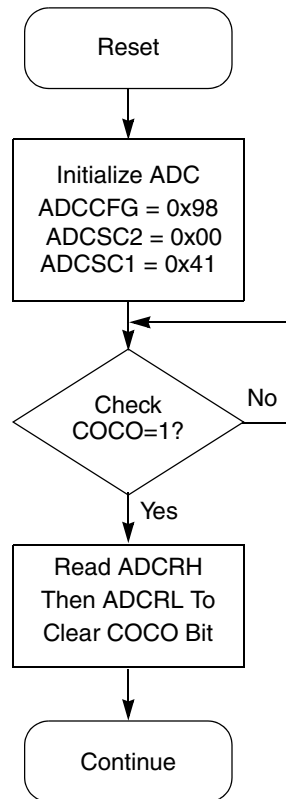 Reset
Initialize ADC
ADCCFG = 0x98
ADCSC2 = 0x00
ADCSC1 = 0x41
Check
COCO=1?
No
Yes
Read ADCRH
Then ADCRL To
Clear COCO Bit
Continue